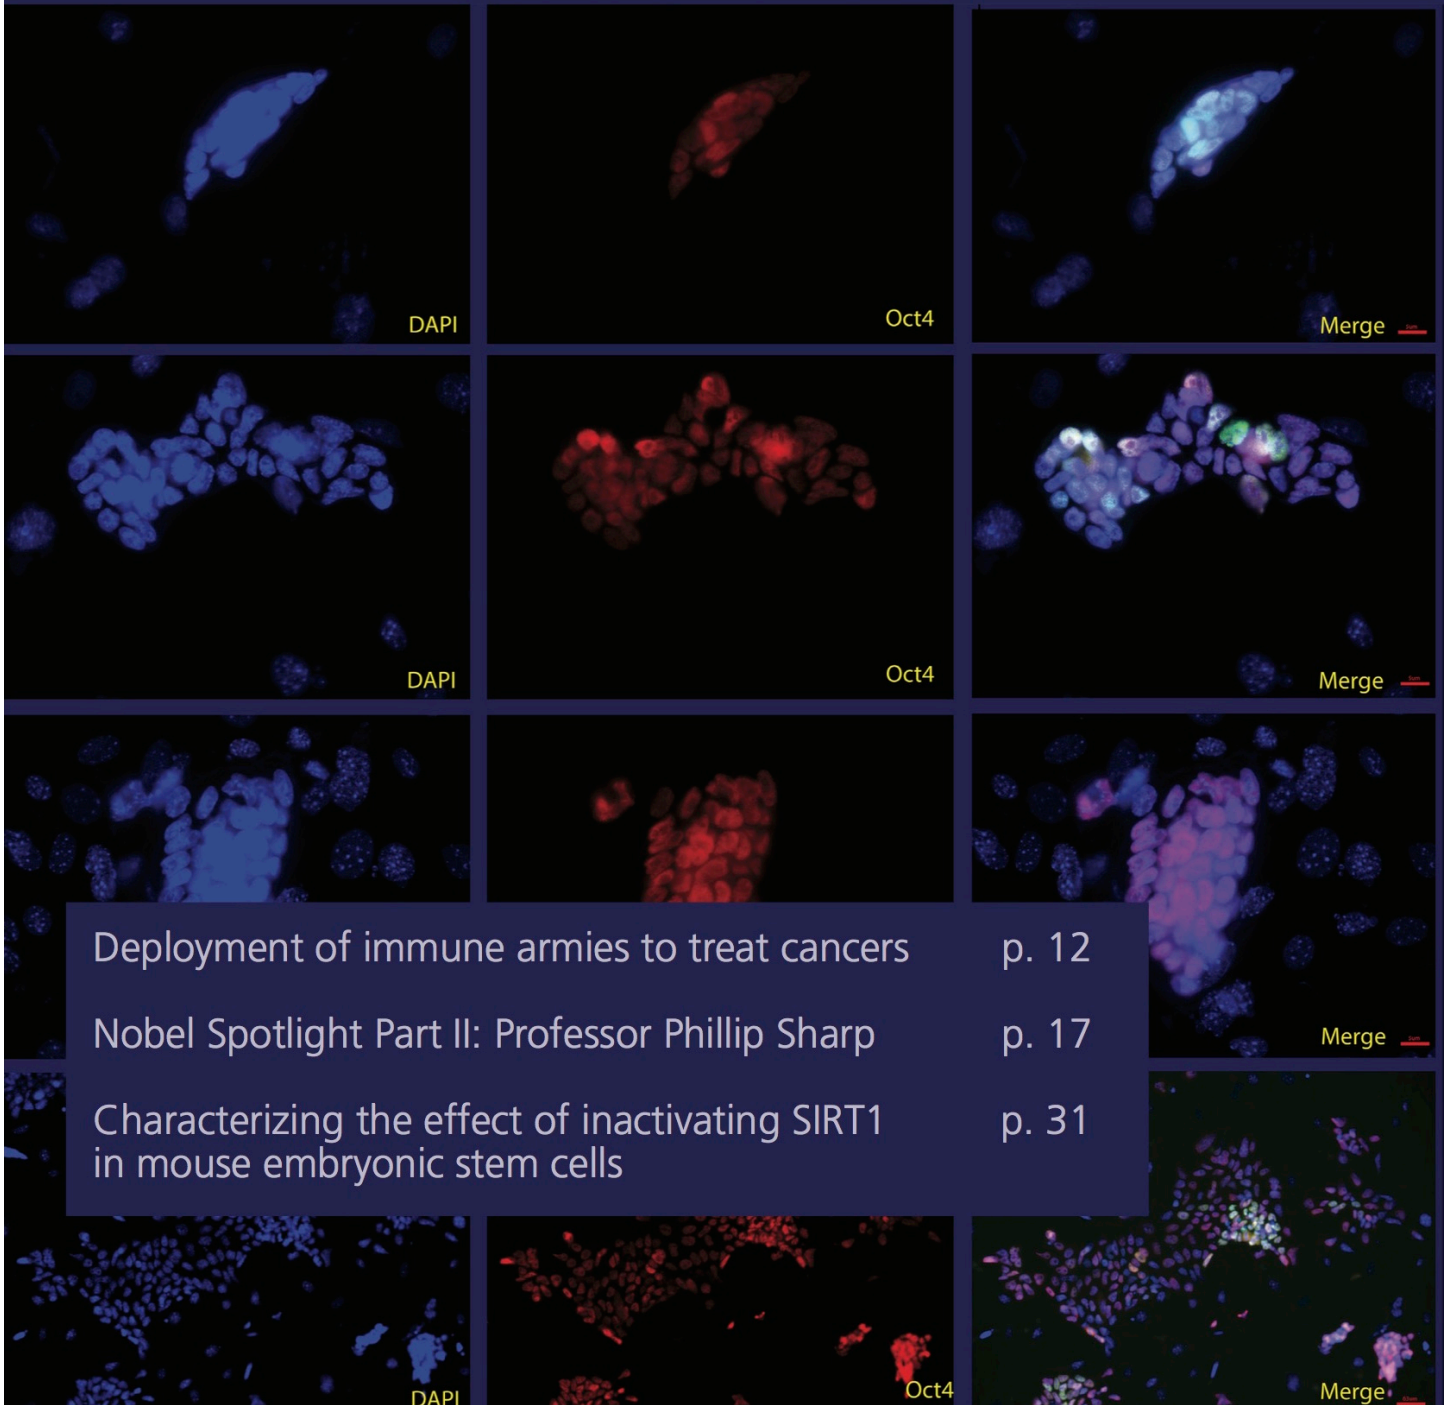 DAPI
Oct4
Merge
DAPI
Oct4
Merge
Deployment of immune armies to treat cancers p. 12
Nobel Spotlight Part II: Professor Phillip Sharp p. 17
Merge
Characterizing the effect of inactivating SIRT1 p. 31
in mouse embryonic stem cells
DAPI
Oct4
Merge